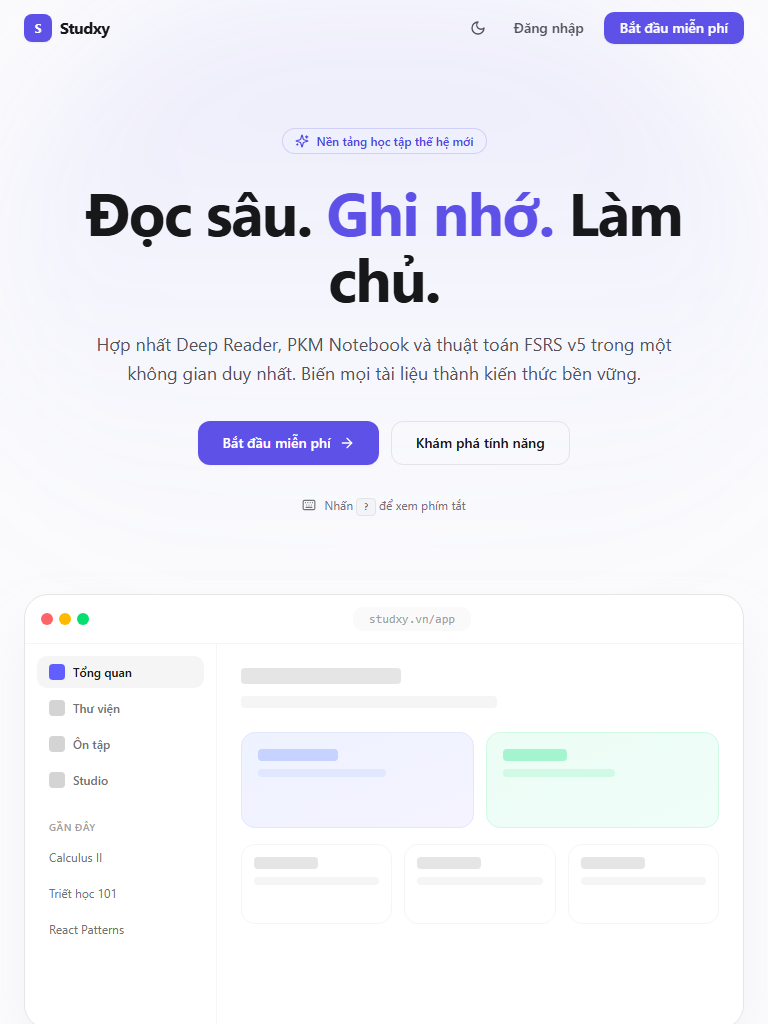 S Studxy Đăng nhập Bắt đầu miễn phí
Nền tảng học tập thế hệ mới
Đọc sâu. Ghi nhớ. Làm
chủ.
Hợp nhất Deep Reader, PKM Notebook và thuật toán FSRS v5 trong một
không gian duy nhất. Biến mọi tài liệu thành kiến thức bền vững.
Bắt đầu miễn phí Khám phá tính năng
Nhấn ? để xem phím tắt
studxy.vn/app
Tổng quan
Thư viện
Ôn tập
Studio
GẦN ĐÂY
Calculus II
Triết học 101
React Patterns